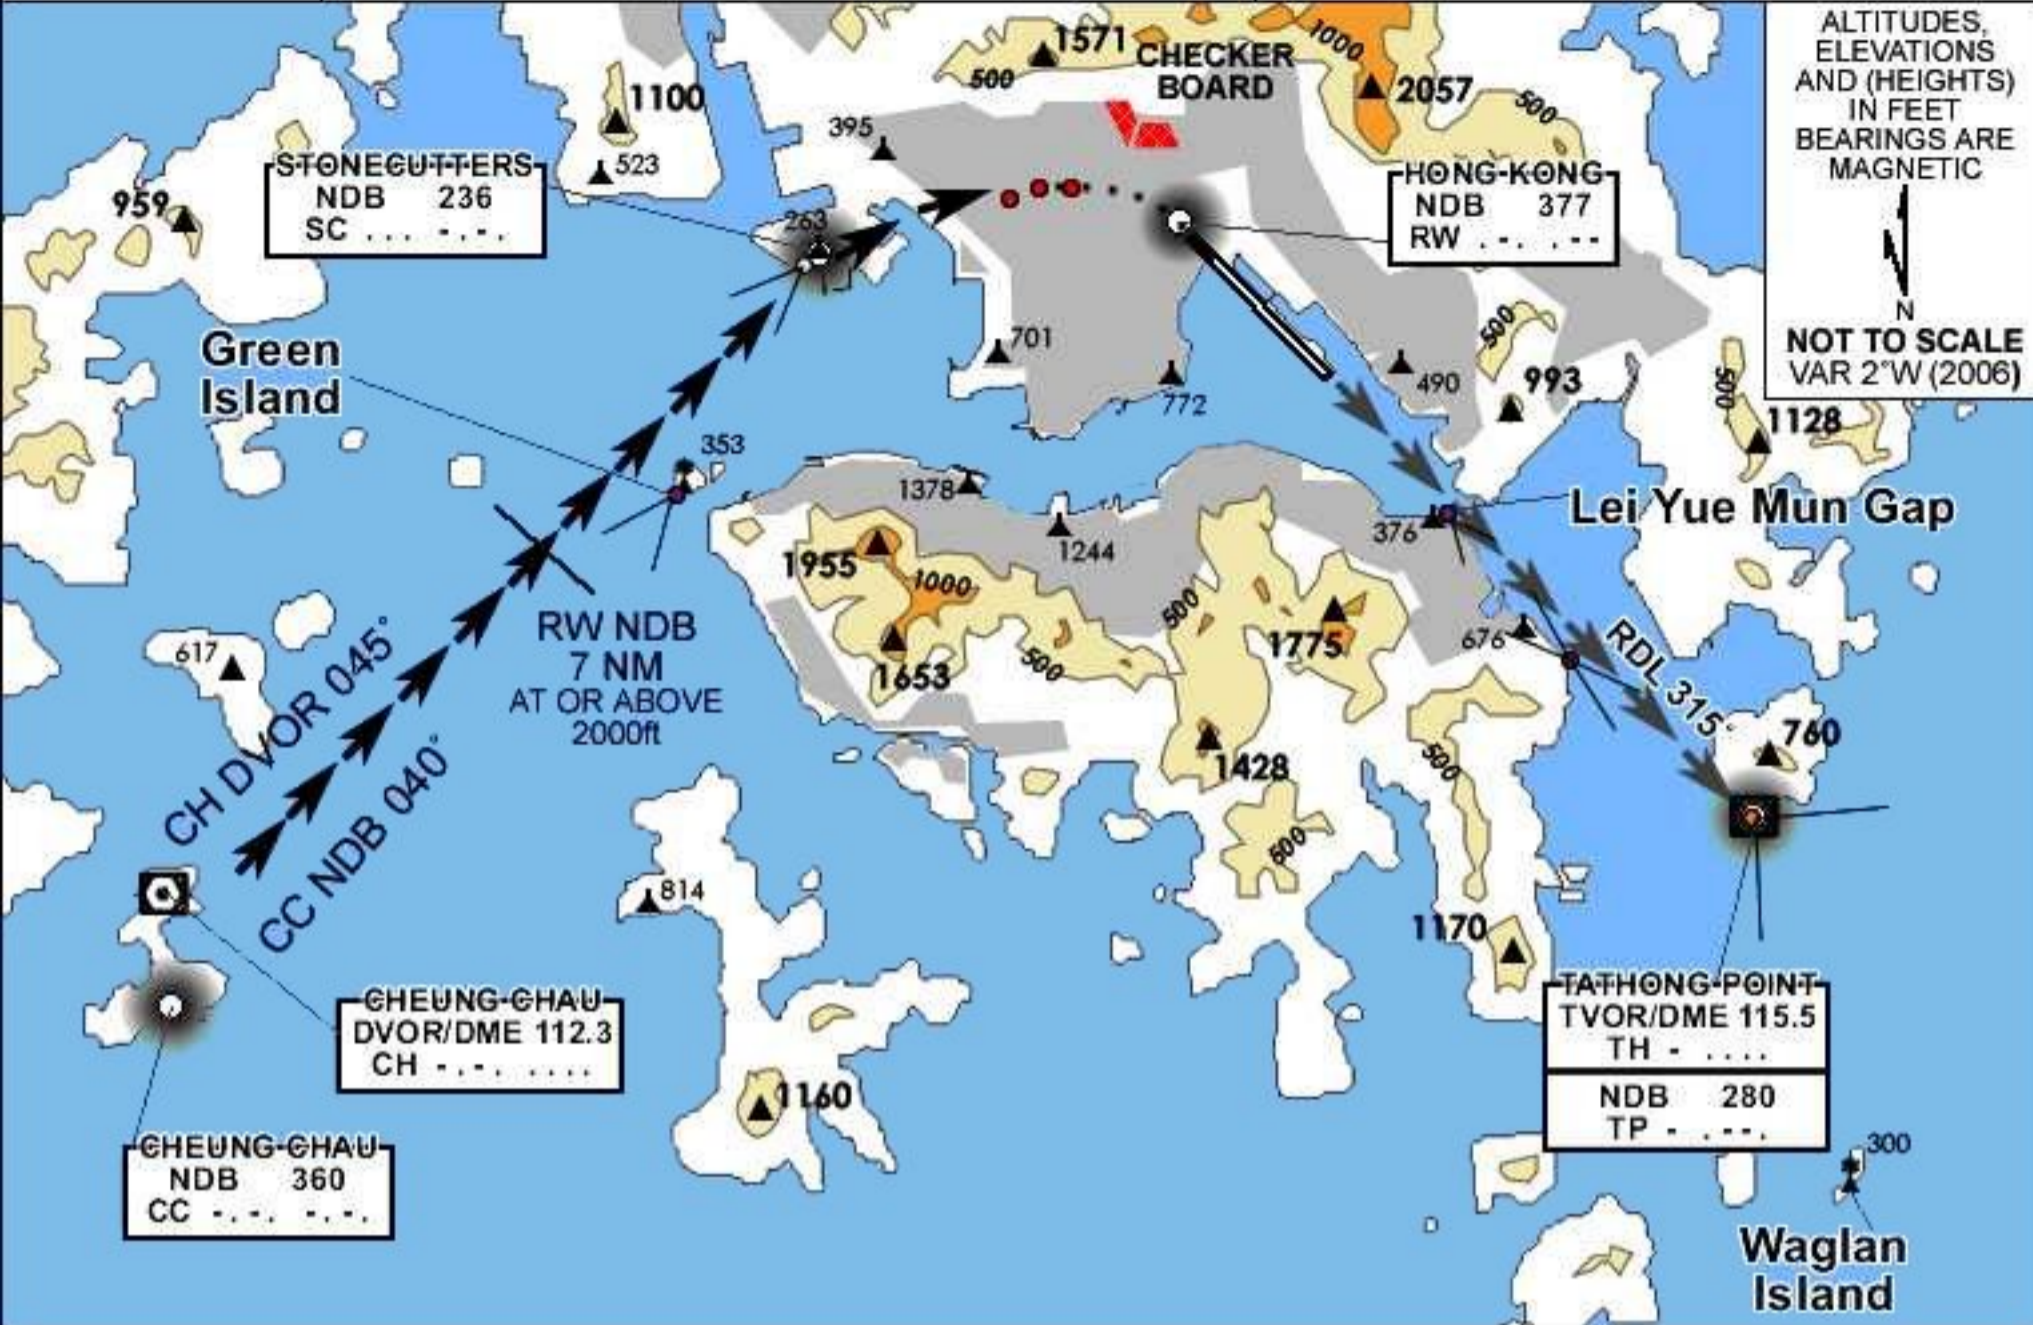 1571
CHECKER
BOARD
1000
2057
500
500
1100
395
523
ALTITUDES,
ELEVATIONS
AND (HEIGHTS)
IN FEET
BEARINGS ARE
MAGNETIC
N
NOT TO SCALE
VAR 2°W (2006)
STONECUTTERS
NDB 236
SC ... -.-.
959
263
HONG-KONG
NDB 377
RW .-. .--
Green
Island
701
772
490
500
993
500
1128
353
1378
1244
376
Lei Yue Mun Gap
1955
1000
1653
500
500
1775
676
RDL 315°
760
1428
500
600
1170
617
CH DVOR 045°
CC NDB 040°
RW NDB
7 NM
AT OR ABOVE
2000ft
814
CHEUNG-CHAU
DVOR/DME 112.3
CH -.-. ....
TATHONG-POINT
TVOR/DME 115.5
TH - ....
NDB 280
TP - .--.
1160
CHEUNG-CHAU
NDB 360
CC -.-. -.-.
300
Waglan
Island